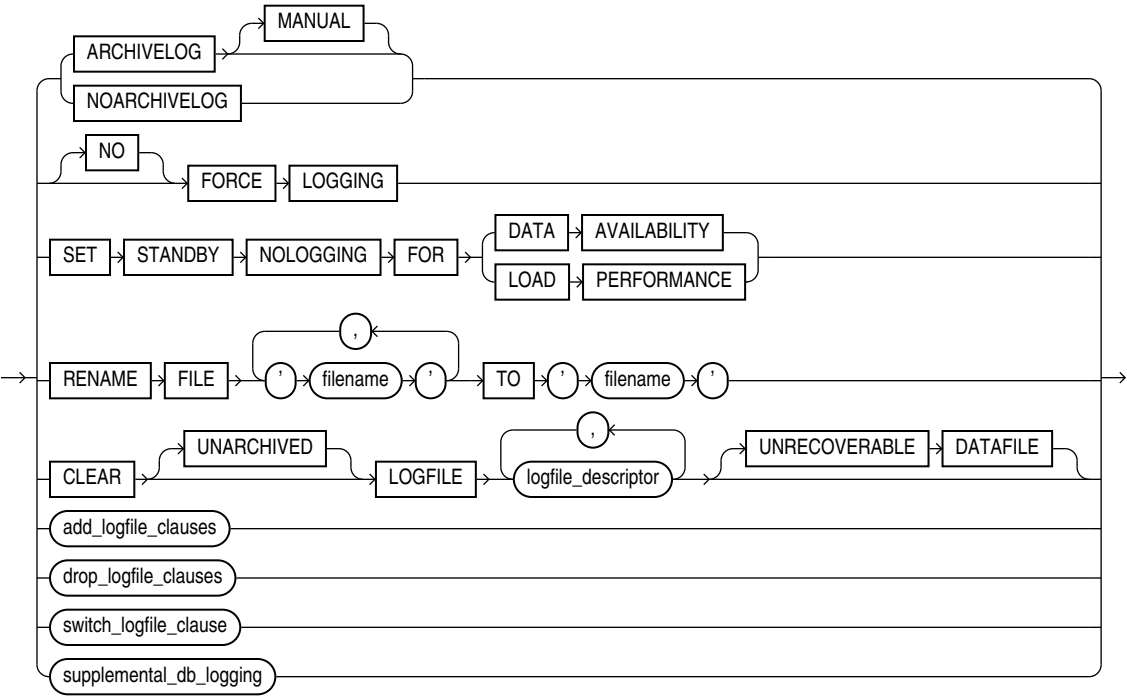 MANUAL
ARCHIVELOG
NOARCHIVELOG
NO
FORCE LOGGING
DATA AVAILABILITY
SET STANDBY NOLOGGING FOR
LOAD PERFORMANCE
,
RENAME FILE ' filename ' TO ' filename '
,
UNARCHIVED UNRECOVERABLE DATAFILE
CLEAR LOGFILE logfile_descriptor
add_logfile_clauses
drop_logfile_clauses
switch_logfile_clause
supplemental_db_logging